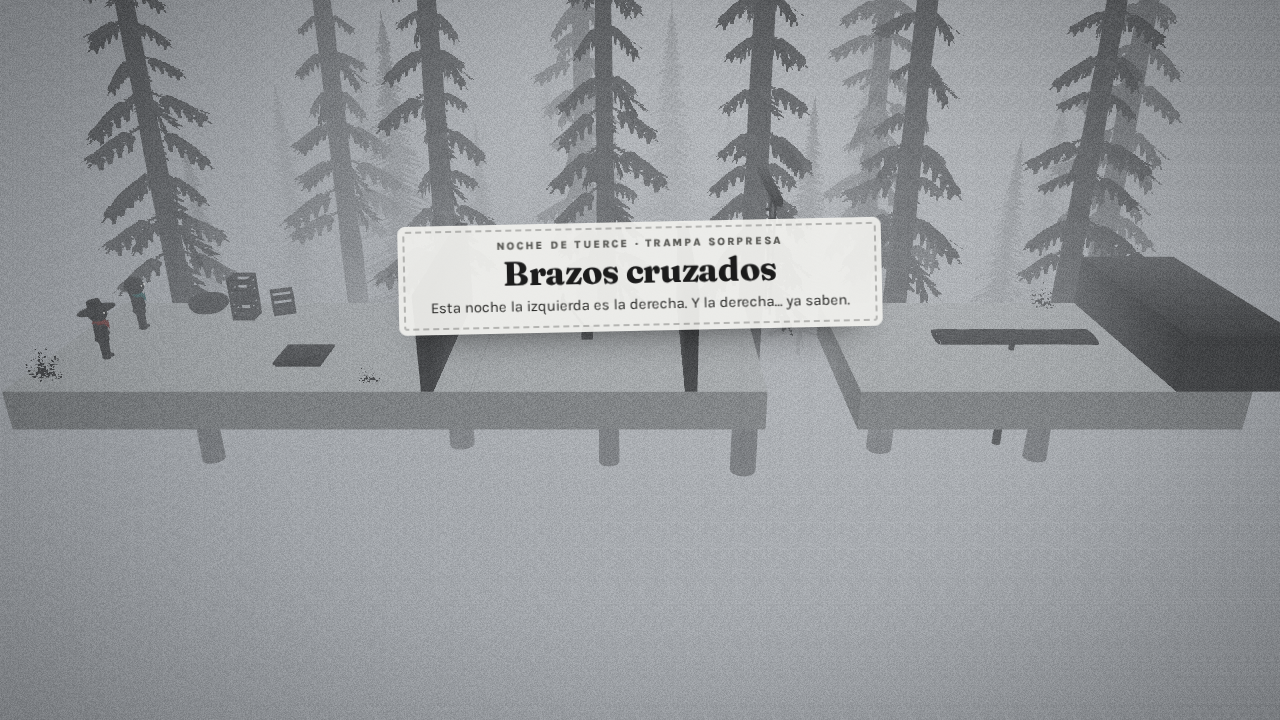 NOCHE DE TUERCE · TRAMPA SORPRESA
Brazos cruzados
Esta noche la izquierda es la derecha. Y la derecha... ya saben.